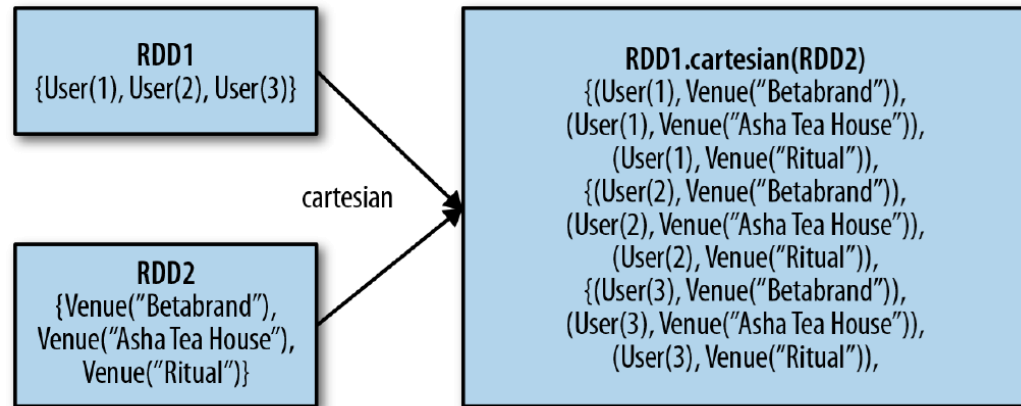 RDD1
{User(1), User(2), User(3)}
cartesian
RDD2
{Venue(”Betabrand”),
Venue(”Asha Tea House”),
Venue(”Ritual”)}
RDD1.cartesian(RDD2)
{(User(1), Venue(“Betabrand”)),
(User(1), Venue(“Asha Tea House”)),
(User(1), Venue(“Ritual”)),
{(User(2), Venue(“Betabrand”)),
(User(2), Venue(“Asha Tea House”)),
(User(2), Venue(“Ritual”)),
{(User(3), Venue(“Betabrand”)),
(User(3), Venue(“Asha Tea House”)),
(User(3), Venue(“Ritual”)),